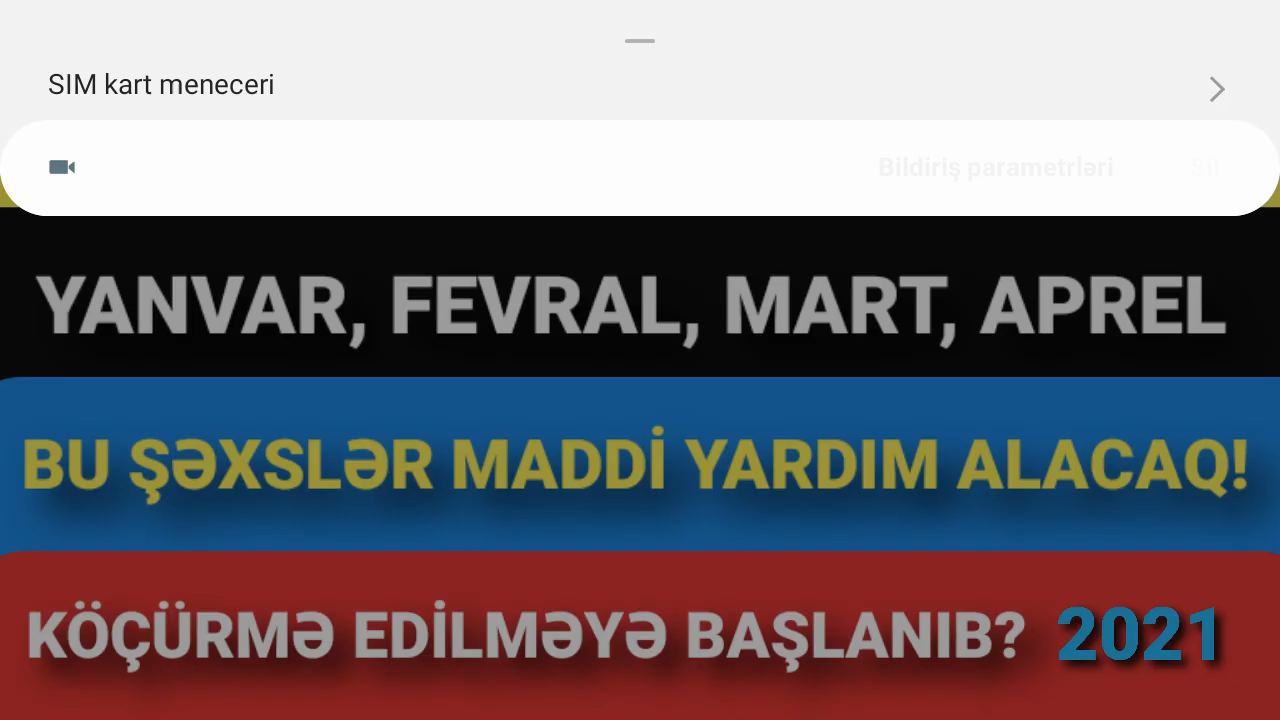 SIM kart meneceri
Bildiriş parametrləri Sil
YANVAR, FEVRAL, MART, APREL
BU ŞƏXSLƏR MADDİ YARDIM ALACAQ!
KÖÇÜRMƏ EDİLMƏYƏ BAŞLANIB? 2021